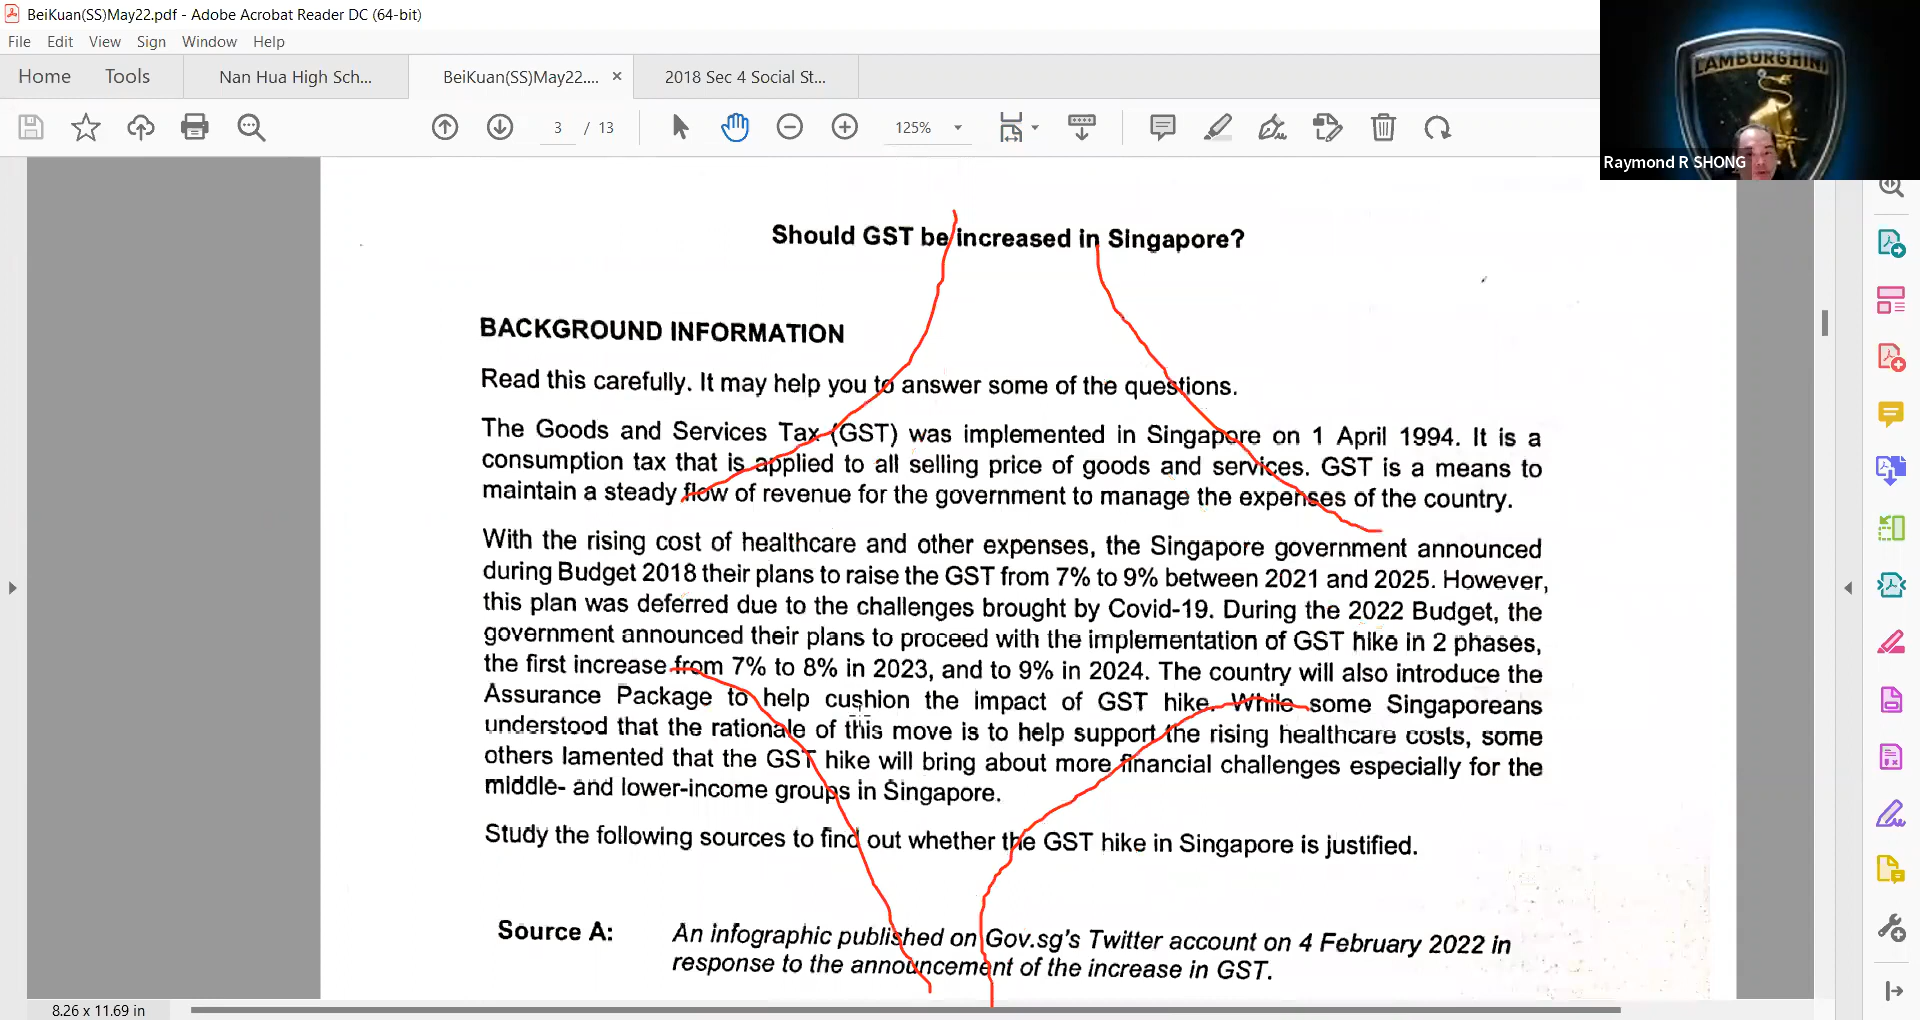 BeiKuan(SS)May22.pdf - Adobe Acrobat Reader DC (64-bit)
File Edit View Sign Window Help
Home Tools Nan Hua High Sch... BeiKuan(SS)May22.... × 2018 Sec 4 Social St...
3 / 13 125%
LAMBORGHINI
Raymond R SHONG
Should GST be increased in Singapore?
BACKGROUND INFORMATION
Read this carefully. It may help you to answer some of the questions.
The Goods and Services Tax (GST) was implemented in Singapore on 1 April 1994. It is a
consumption tax that is applied to all selling price of goods and services. GST is a means to
maintain a steady flow of revenue for the government to manage the expenses of the country.
With the rising cost of healthcare and other expenses, the Singapore government announced
during Budget 2018 their plans to raise the GST from 7% to 9% between 2021 and 2025. However,
this plan was deferred due to the challenges brought by Covid-19. During the 2022 Budget, the
government announced their plans to proceed with the implementation of GST hike in 2 phases,
the first increase from 7% to 8% in 2023, and to 9% in 2024. The country will also introduce the
Assurance Package to help cushion the impact of GST hike. While some Singaporeans
understood that the rationale of this move is to help support the rising healthcare costs, some
others lamented that the GST hike will bring about more financial challenges especially for the
middle- and lower-income groups in Singapore.
Study the following sources to find out whether the GST hike in Singapore is justified.
Source A: An infographic published on Gov.sg's Twitter account on 4 February 2022 in
response to the announcement of the increase in GST.
8.26 x 11.69 in